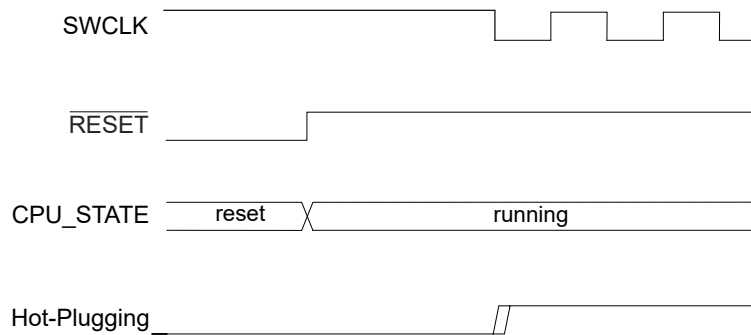 SWCLK
RESET
CPU_STATE
reset
running
Hot-Plugging